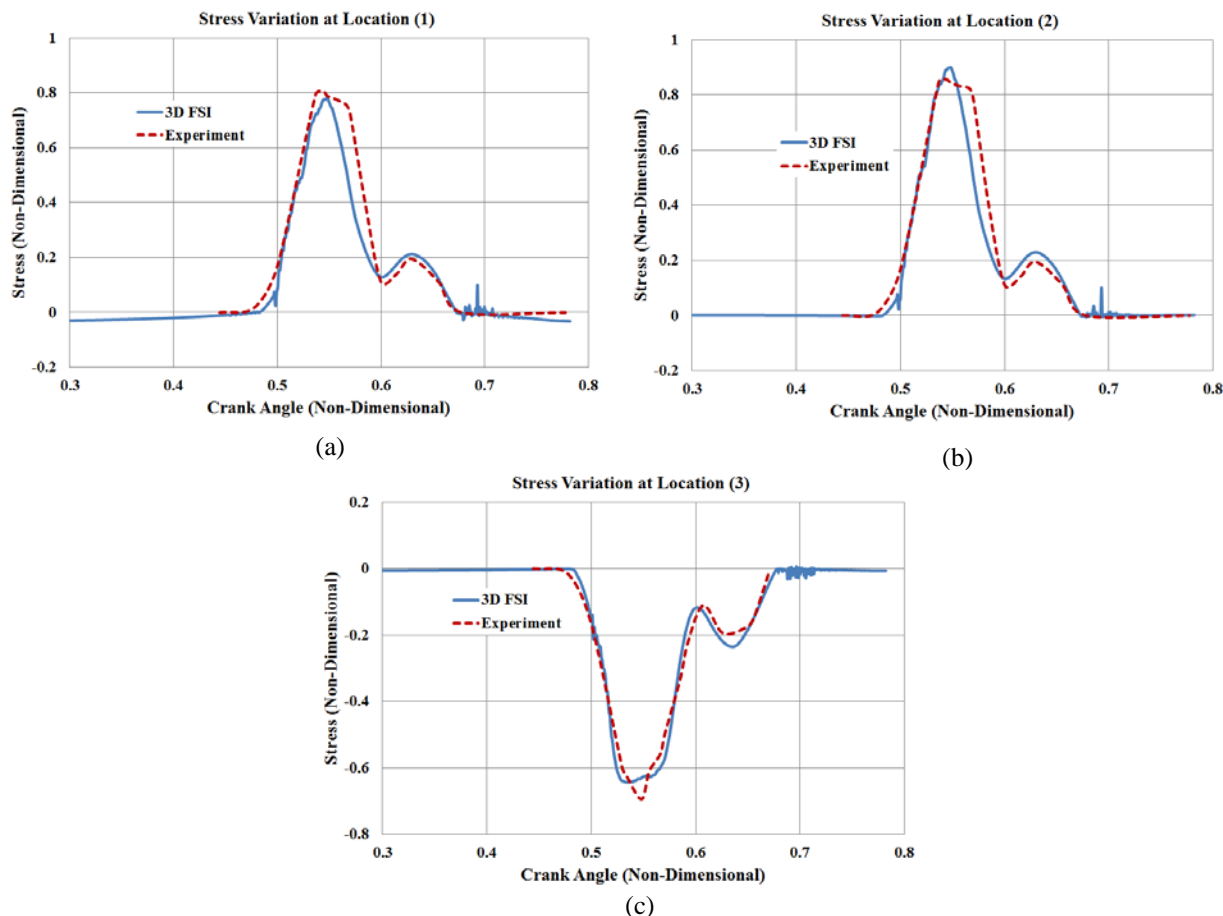 Stress Variation at Location (1)
Stress (Non-Dimensional)
1
0.8
0.6
0.4
0.2
0
-0.2
3D FSI
Experiment
0.3 0.4 0.5 0.6 0.7 0.8
Crank Angle (Non-Dimensional)
(a)
Stress Variation at Location (2)
Stress (Non-Dimensional)
1
0.8
0.6
0.4
0.2
0
-0.2
3D FSI
Experiment
0.3 0.4 0.5 0.6 0.7 0.8
Crank Angle (Non-Dimensional)
(b)
Stress Variation at Location (3)
Stress (Non-Dimensional)
0.2
0
-0.2
-0.4
-0.6
-0.8
3D FSI
Experiment
0.3 0.4 0.5 0.6 0.7 0.8
Crank Angle (Non-Dimensional)
(c)